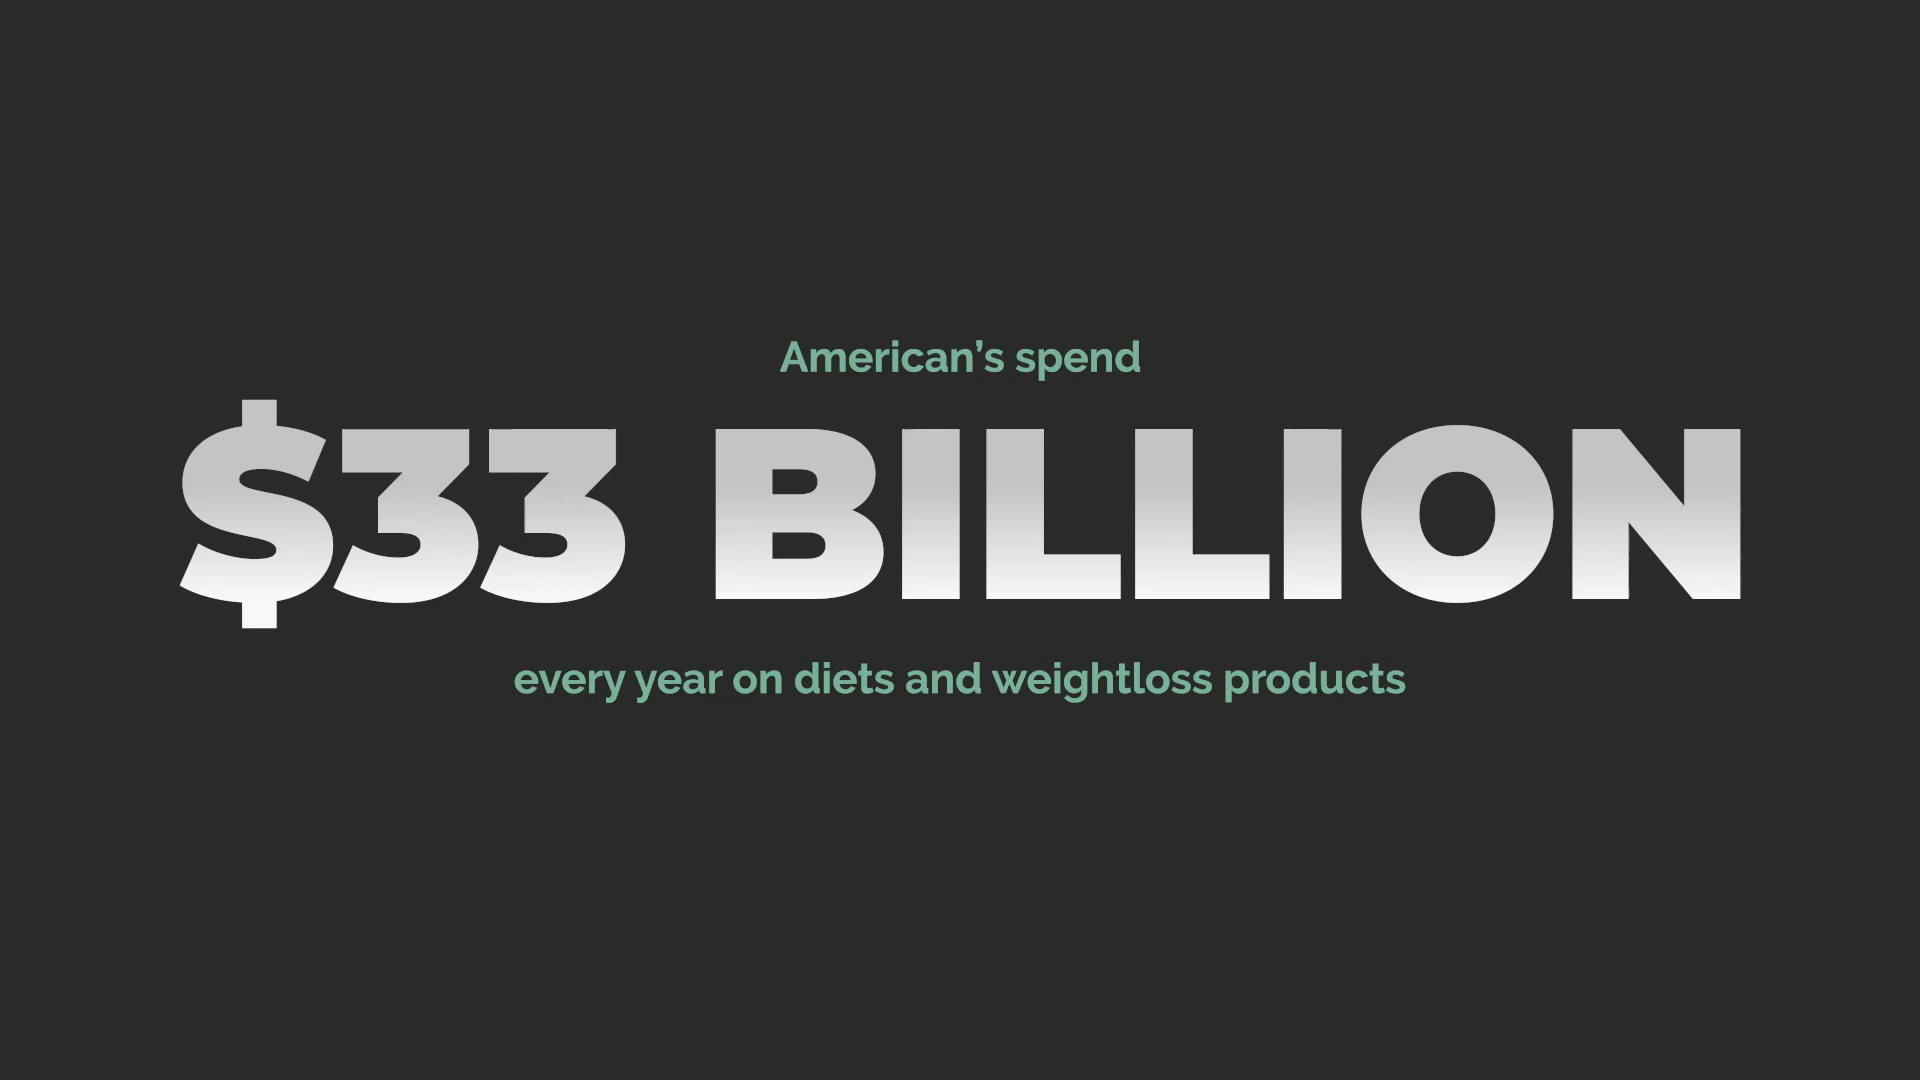 American’s spend
$33 BILLION
every year on diets and weightloss products